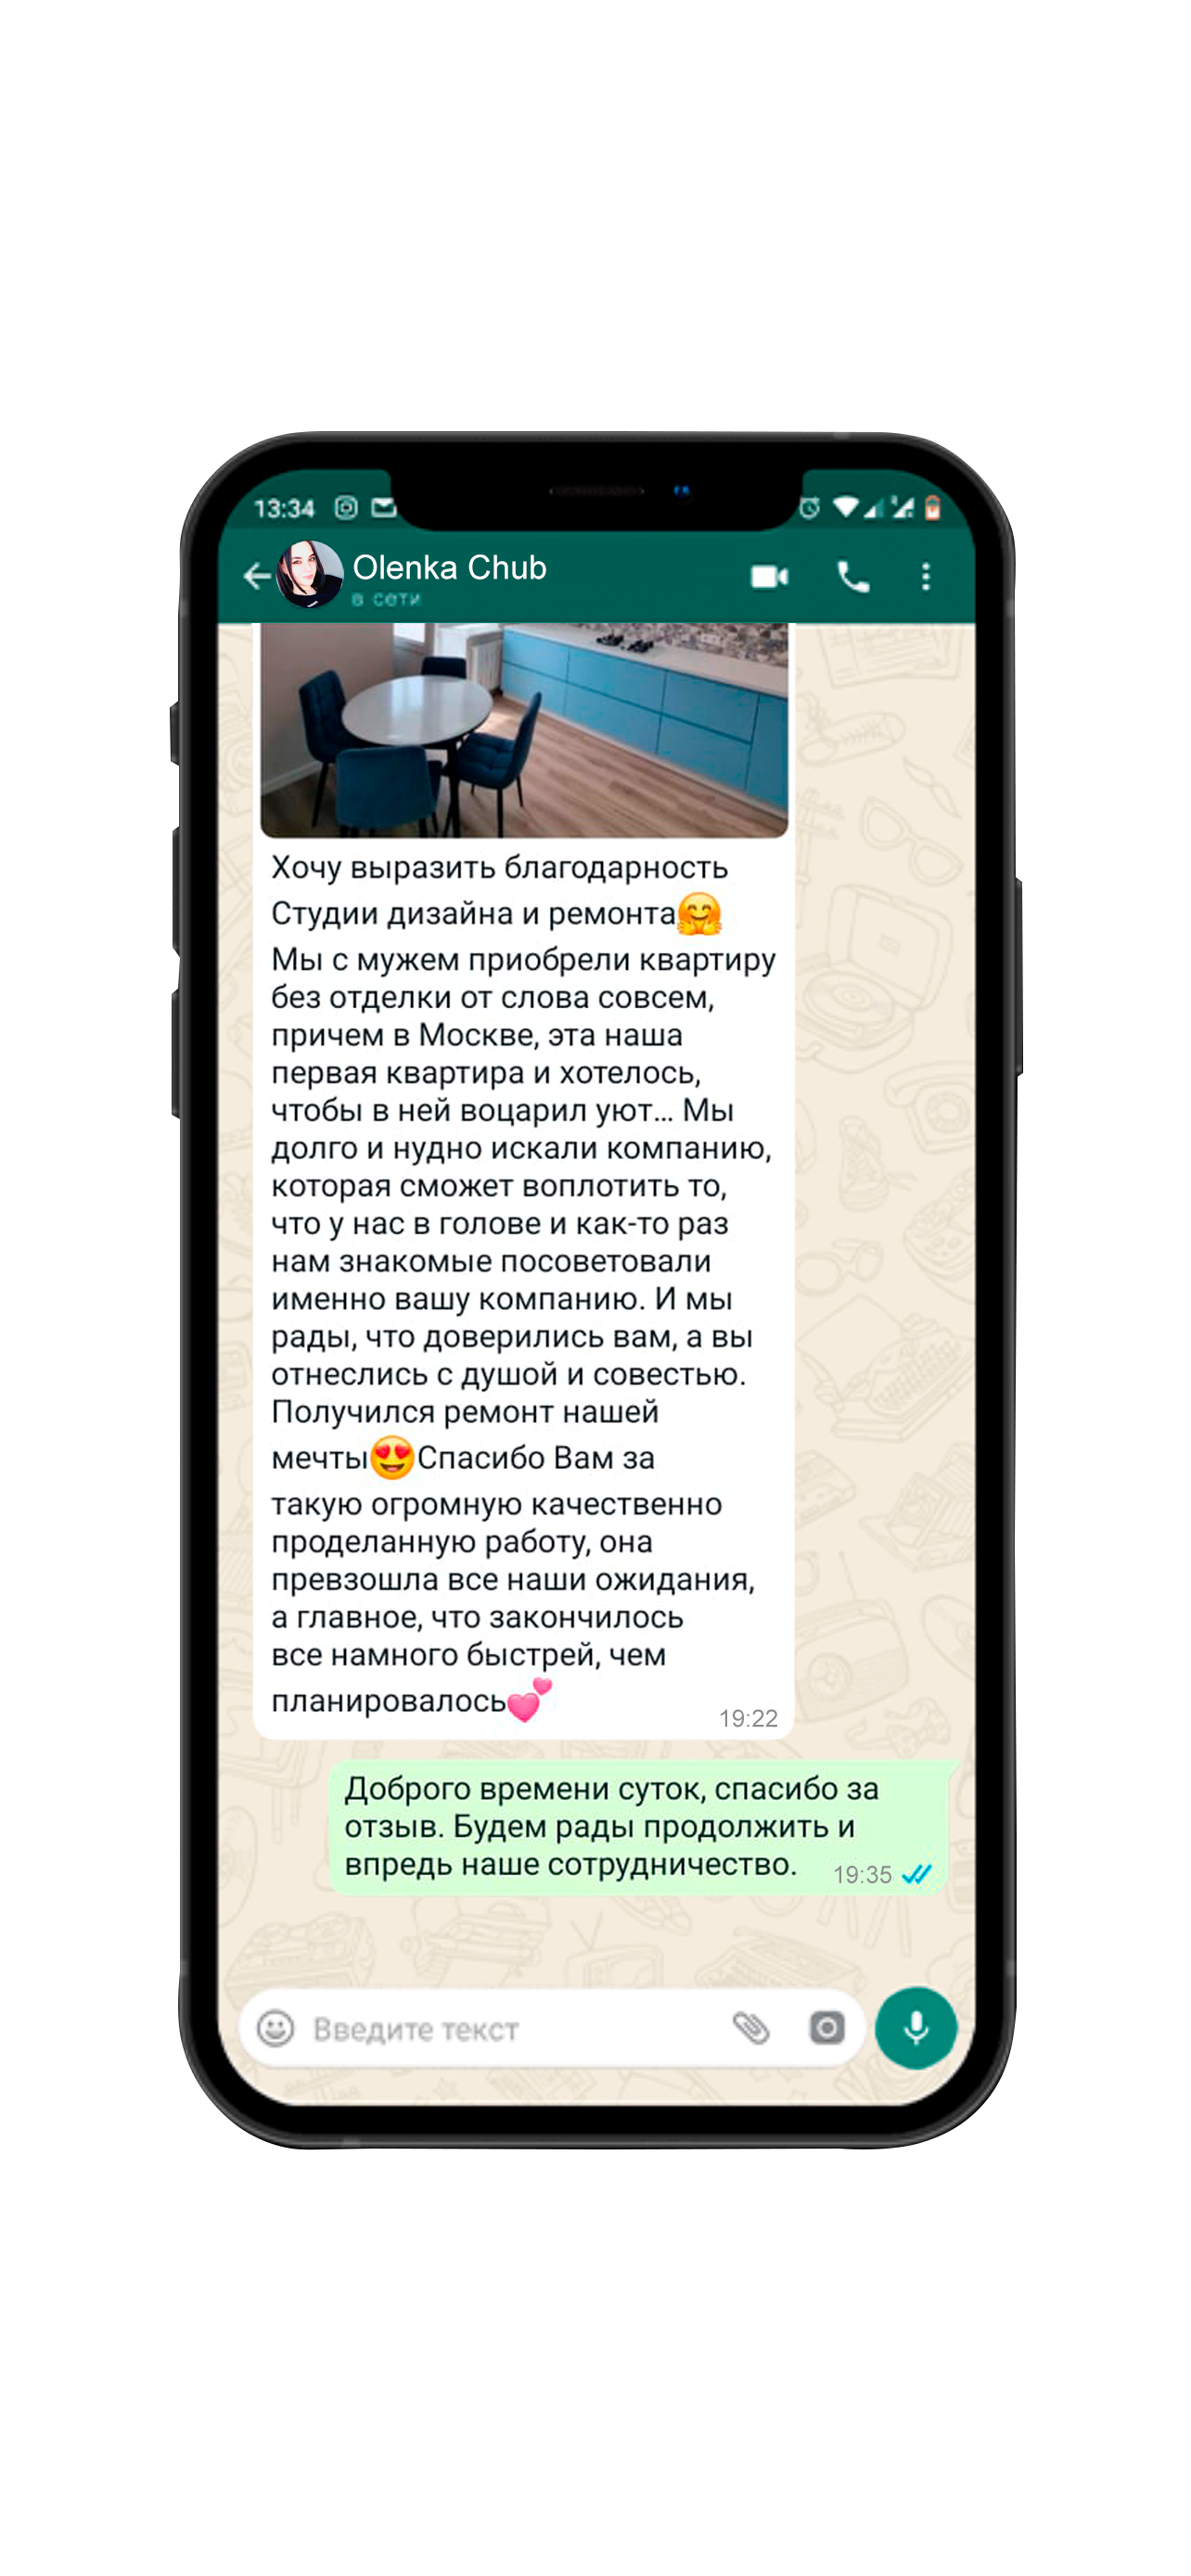 13:34
Olenka Chub
в сети
Хочу выразить благодарность
Студии дизайна и ремонта🤗
Мы с мужем приобрели квартиру
без отделки от слова совсем,
причем в Москве, эта наша
первая квартира и хотелось,
чтобы в ней воцарил уют... Мы
долго и нудно искали компанию,
которая сможет воплотить то,
что у нас в голове и как-то раз
нам знакомые посоветовали
именно вашу компанию. И мы
рады, что доверились вам, а вы
отнеслись с душой и совестью.
Получился ремонт нашей
мечты😍Спасибо Вам за
такую огромную качественно
проделанную работу, она
превзошла все наши ожидания,
а главное, что закончилось
все намного быстрей, чем
планировалось💕
19:22
Доброго времени суток, спасибо за
отзыв. Будем рады продолжить и
впредь наше сотрудничество.
19:35
Введите текст